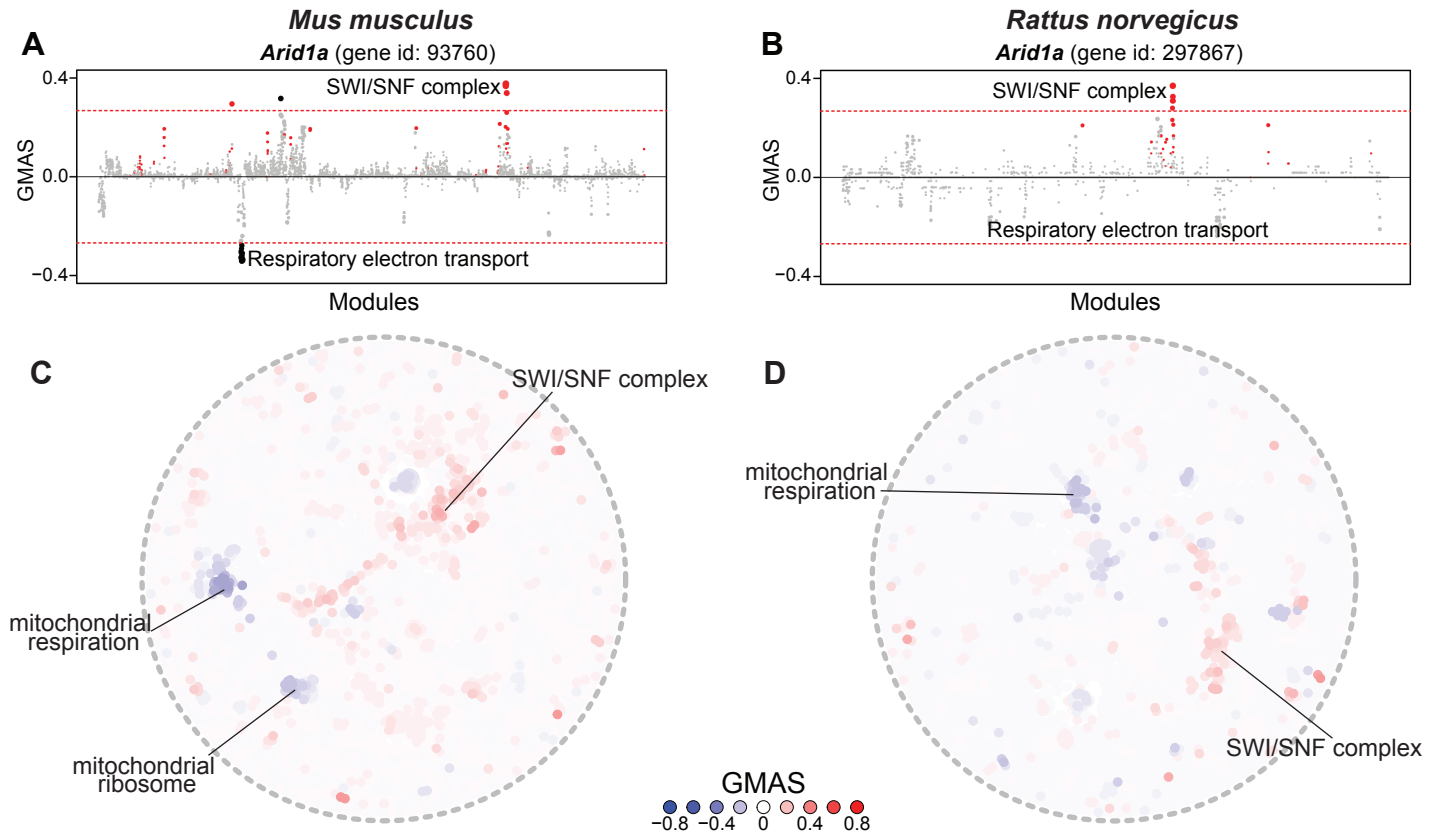 Mus musculus
Rattus norvegicus
A
Arid1a (gene id: 93760)
B
Arid1a (gene id: 297867)
0.4
SWI/SNF complex
0.0
GMAS
Respiratory electron transport
−0.4
Modules
0.4
SWI/SNF complex
0.0
GMAS
Respiratory electron transport
−0.4
Modules
C
SWI/SNF complex
mitochondrial
respiration
mitochondrial
ribosome
D
mitochondrial
respiration
SWI/SNF complex
GMAS
−0.8 −0.4 0 0.4 0.8